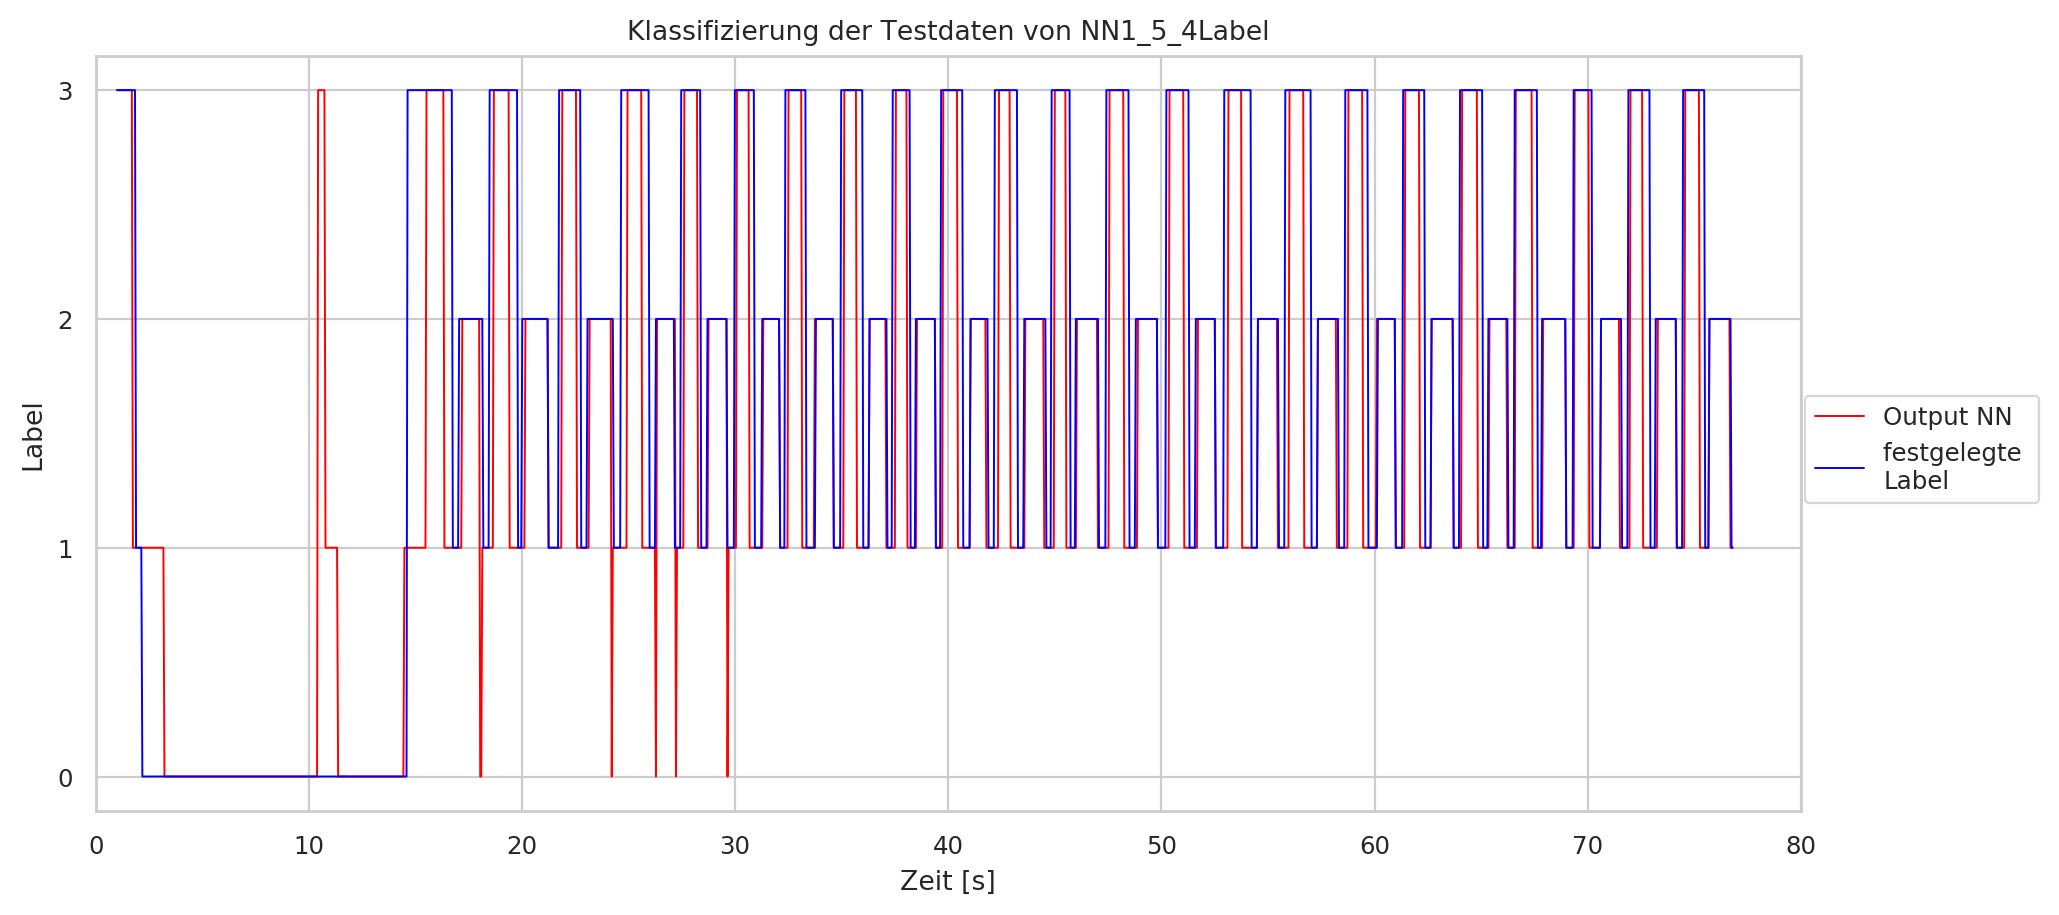 Klassifizierung der Testdaten von NN1_5_4Label
3
2
1
0
Label
0 10 20 30 40 50 60 70 80
Zeit [s]
Output NN
festgelegte
Label